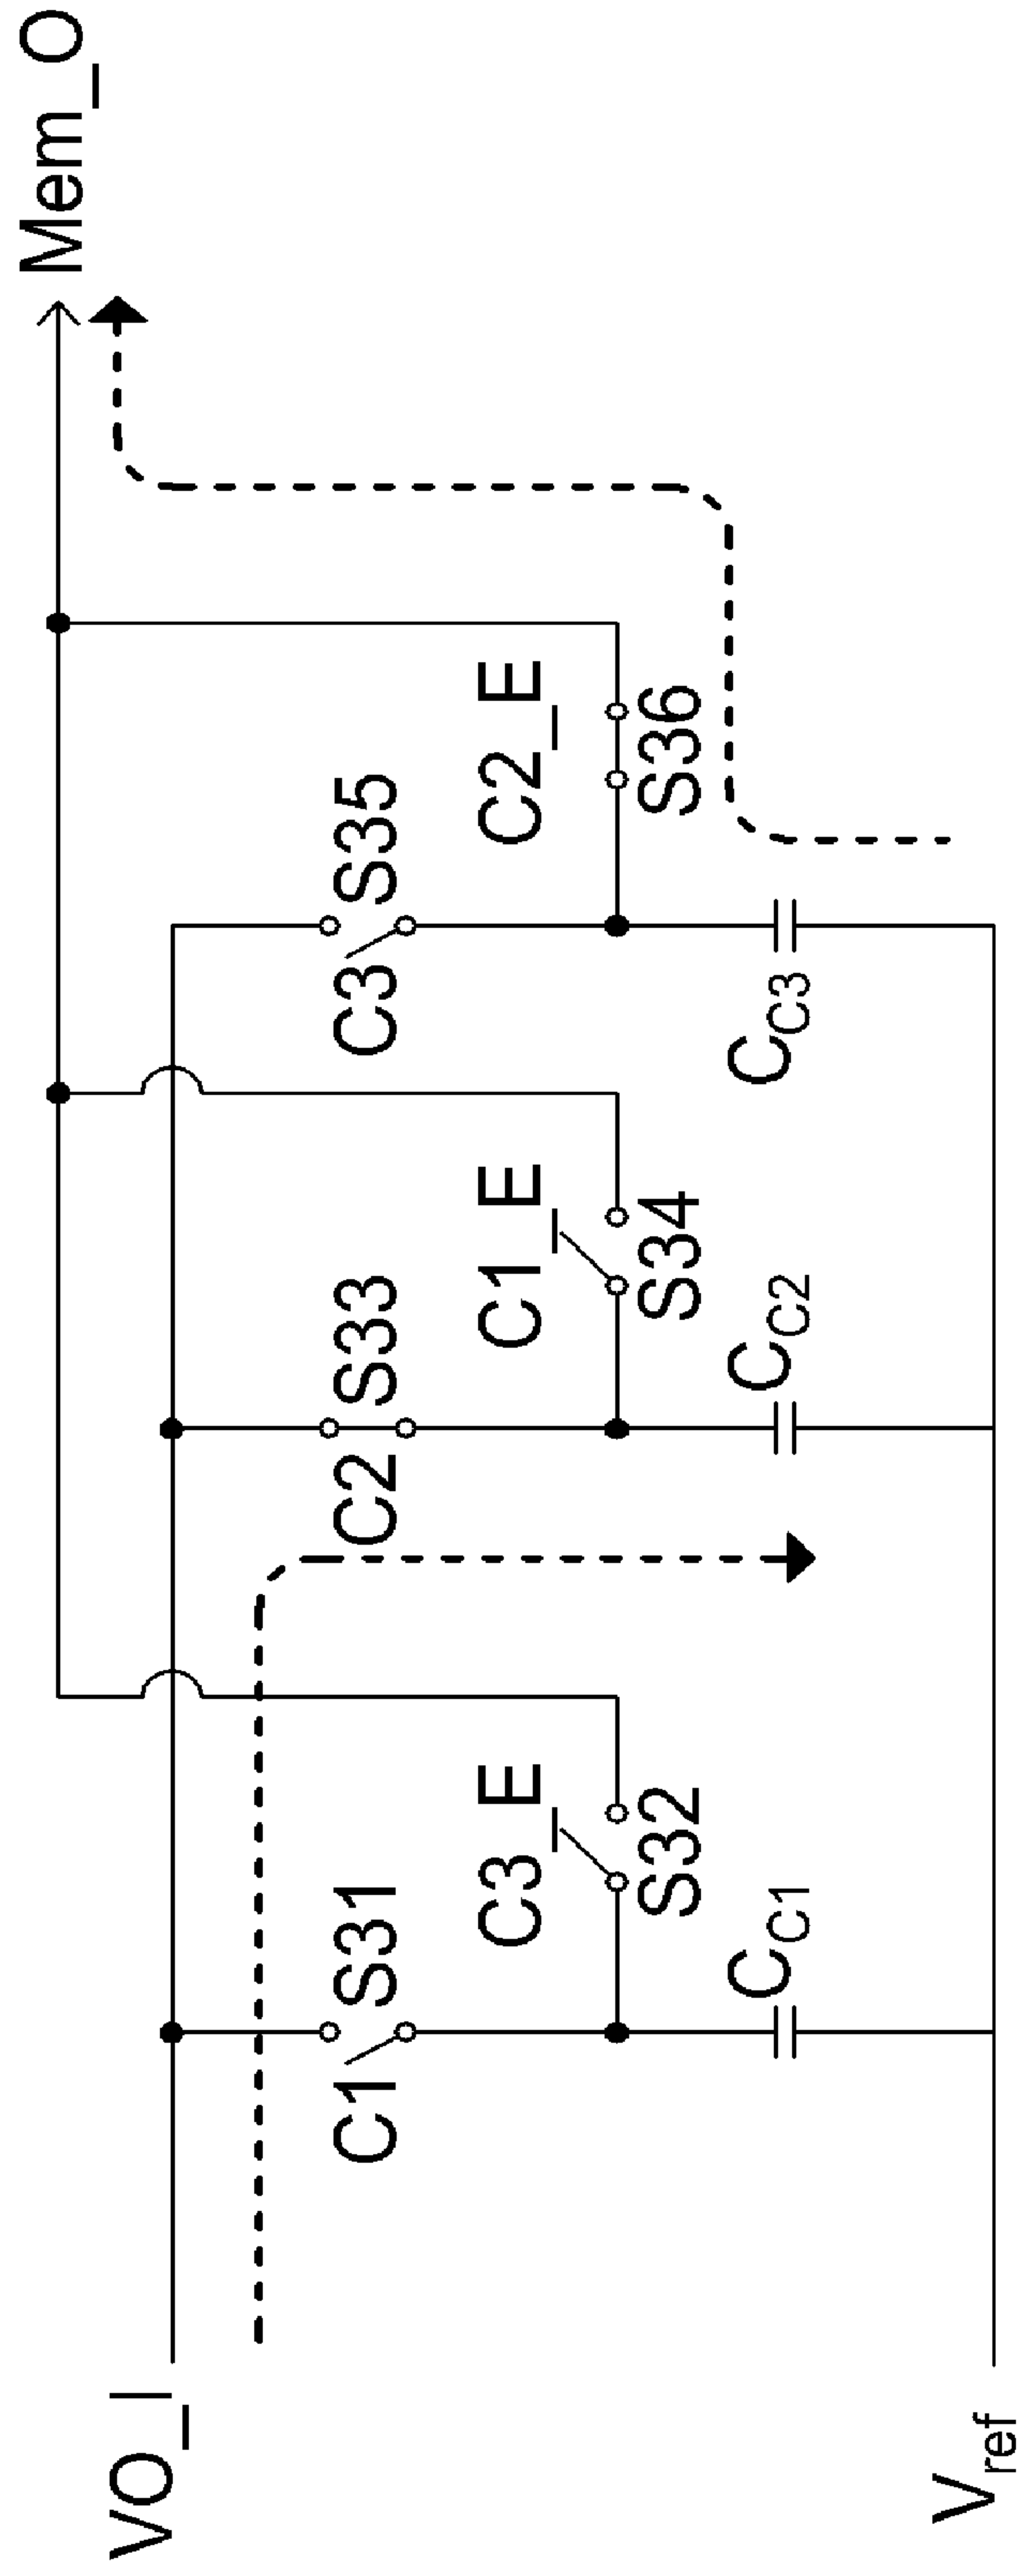 Mem_O
VO_I
C1
S31
C2
S33
C3
S35
C3_E
S32
C1_E
S34
C2_E
S36
CC1
CC2
CC3
Vref